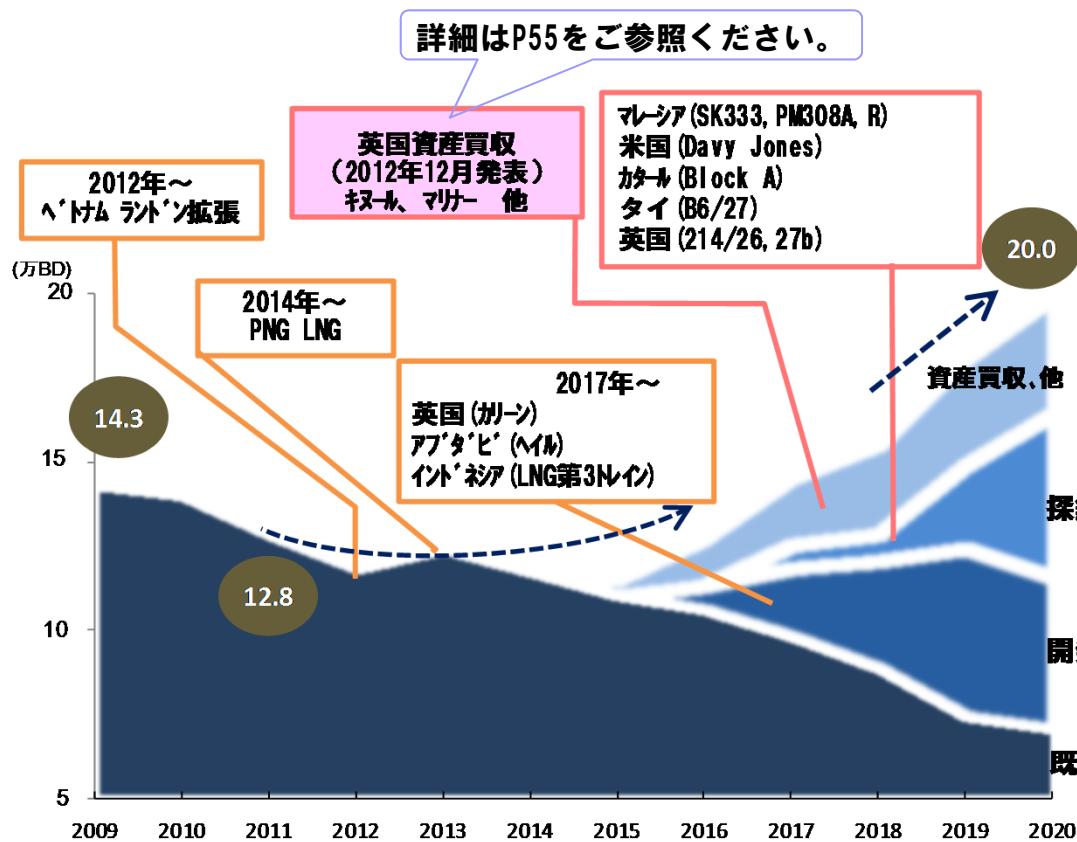 詳細はP55をご参照ください。
英国資産買収
(2012年12月発表)
キヌール、マリナー 他
マレーシア(SK333, PM308A, R)
米国(Davy Jones)
カタール(Block A)
タイ(B6/27)
英国(214/26, 27b)
2012年～
ベトナム ランドン拡張
2014年～
PNG LNG
2017年～
英国(カリーン)
アブダビ(ヘイル)
インドネシア(LNG第3トレイン)
(万BD)
20
15
10
5
14.3
12.8
20.0
資産買収、他
探
開
既
2009 2010 2011 2012 2013 2014 2015 2016 2017 2018 2019 2020